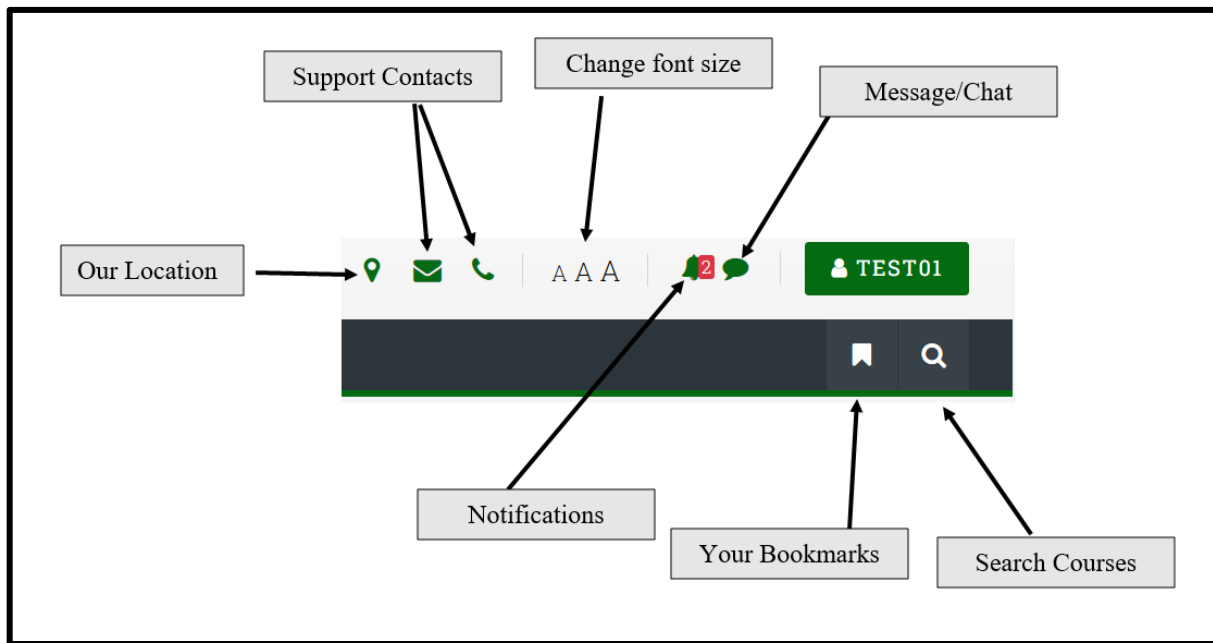 Change font size
Support Contacts
Message/Chat
Our Location
A A A
2
TEST01
Notifications
Your Bookmarks
Search Courses